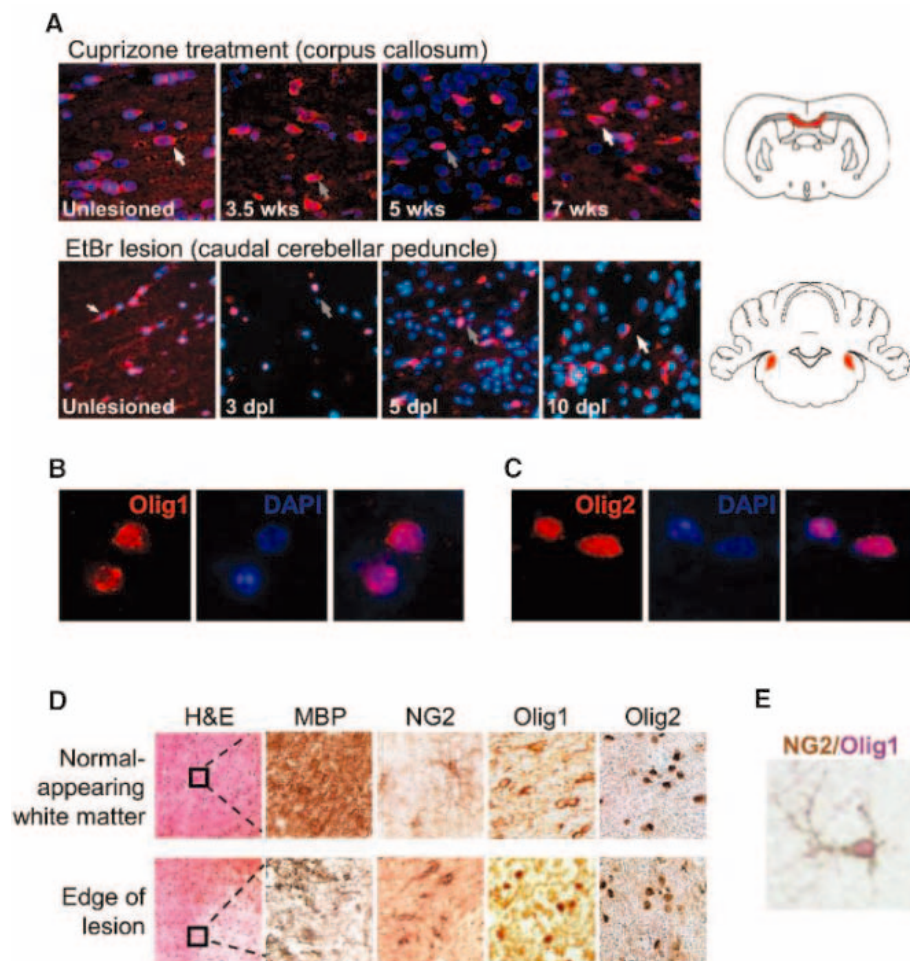 A
Cuprizone treatment (corpus callosum)
Unlesioned
3.5 wks
5 wks
7 wks
EtBr lesion (caudal cerebellar peduncle)
Unlesioned
3 dpl
5 dpl
10 dpl
B
Olig1
DAPI
C
Olig2
DAPI
D
H&E
MBP
NG2
Olig1
Olig2
Normal-
appearing
white matter
Edge of
lesion
E
NG2/Olig1